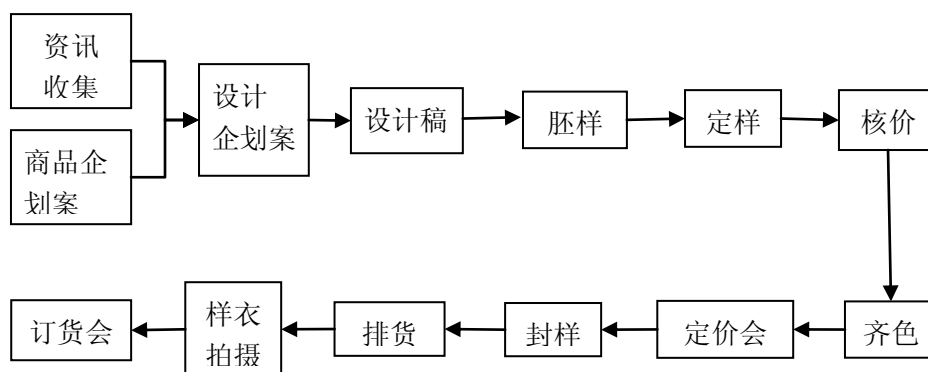 资讯
收集
商品企
划案
设计
企划案
设计稿
胚样
定样
核价
齐色
定价会
封样
排货
样衣
拍摄
订货会